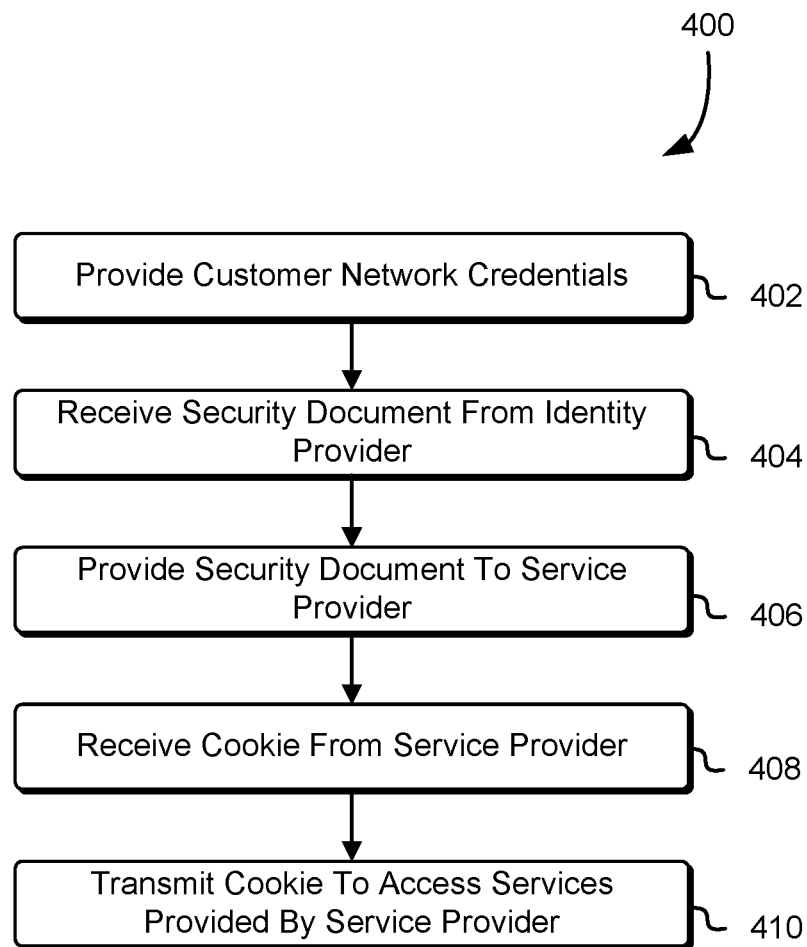 400
Provide Customer Network Credentials
402
Receive Security Document From Identity
Provider
404
Provide Security Document To Service
Provider
406
Receive Cookie From Service Provider
408
Transmit Cookie To Access Services
Provided By Service Provider
410